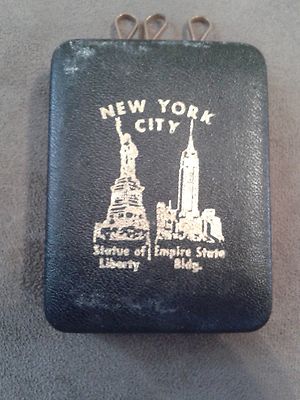 NEW YORK
CITY
Statue of Empire State
Liberty Bldg.